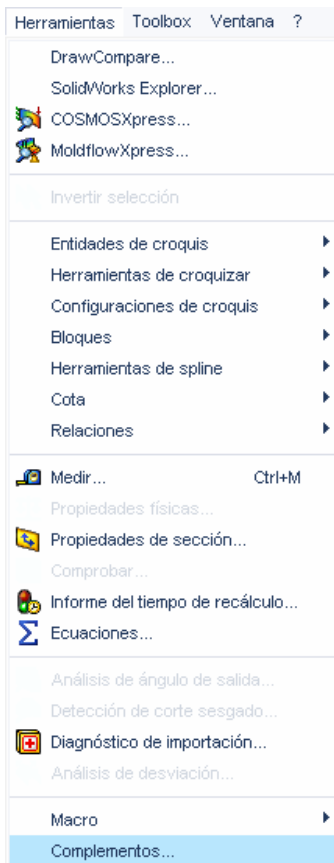 Herramientas Toolbox Ventana ?
DrawCompare...
SolidWorks Explorer...
COSMOSXpress...
MoldflowXpress...
Invertir selección
Entidades de croquis
Herramientas de croquizar
Configuraciones de croquis
Bloques
Herramientas de spline
Cota
Relaciones
Medir... Ctrl+M
Propiedades físicas...
Propiedades de sección...
Comprobar...
Informe del tiempo de recálculo...
Ecuaciones...
Análisis de ángulo de salida...
Detección de corte sesgado...
Diagnóstico de importación...
Análisis de desviación...
Macro
Complementos...